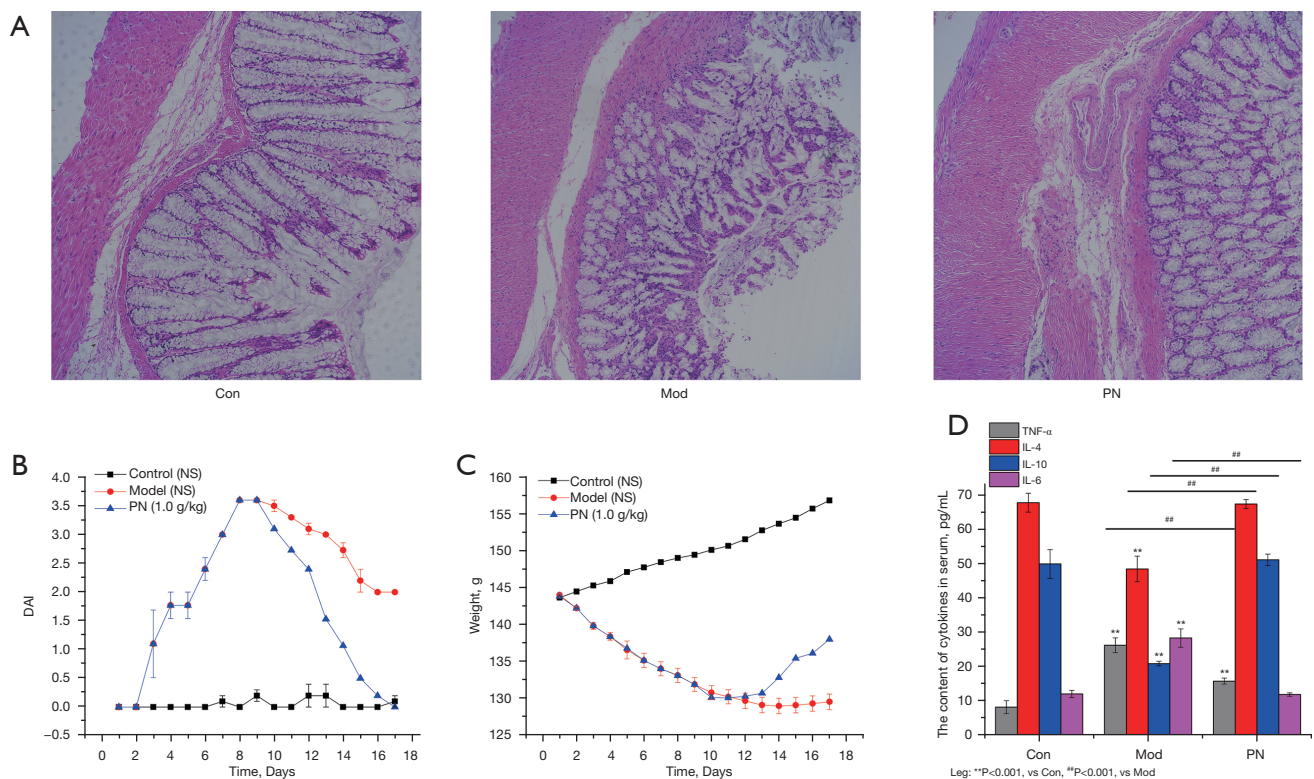 A
Con
Mod
PN
B
Control (NS)
Model (NS)
PN (1.0 g/kg)
DAI
4.0
3.5
3.0
2.5
2.0
1.5
1.0
0.5
0.0
−0.5
0 2 4 6 8 10 12 14 16 18
Time, Days
C
Control (NS)
Model (NS)
PN (1.0 g/kg)
Weight, g
160
155
150
145
140
135
130
125
0 2 4 6 8 10 12 14 16 18
Time, Days
D
TNF-α
IL-4
IL-10
IL-6
The content of cytokines in serum, pg/mL
70
60
50
40
30
20
10
0
##
##
##
##
**
**
**
**
**
Con Mod PN
Leg: **P<0.001, vs Con, ##P<0.001, vs Mod